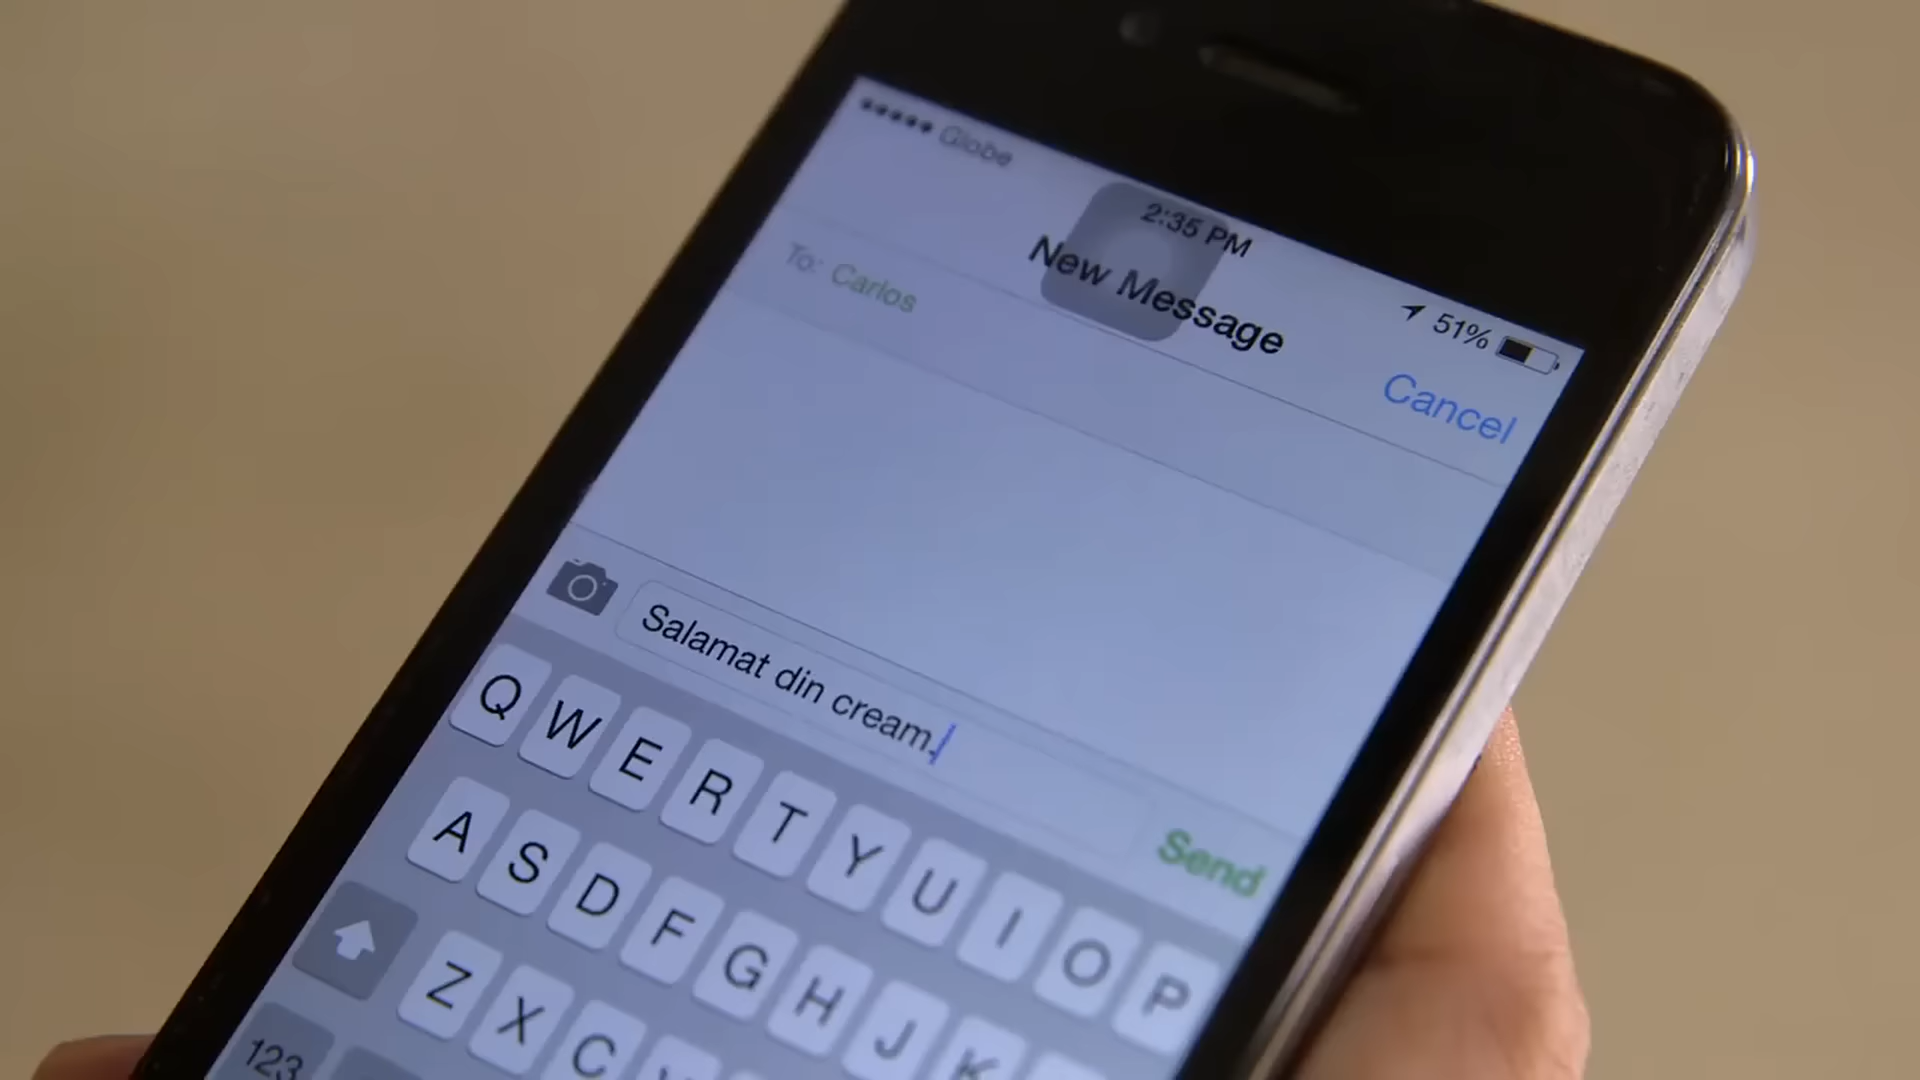 Globe
2:35 PM
51%
New Message
Cancel
To: Carlos
Salamat din cream.
Send
Q W E R T Y U I O P
A S D F G H J K
Z X C
123